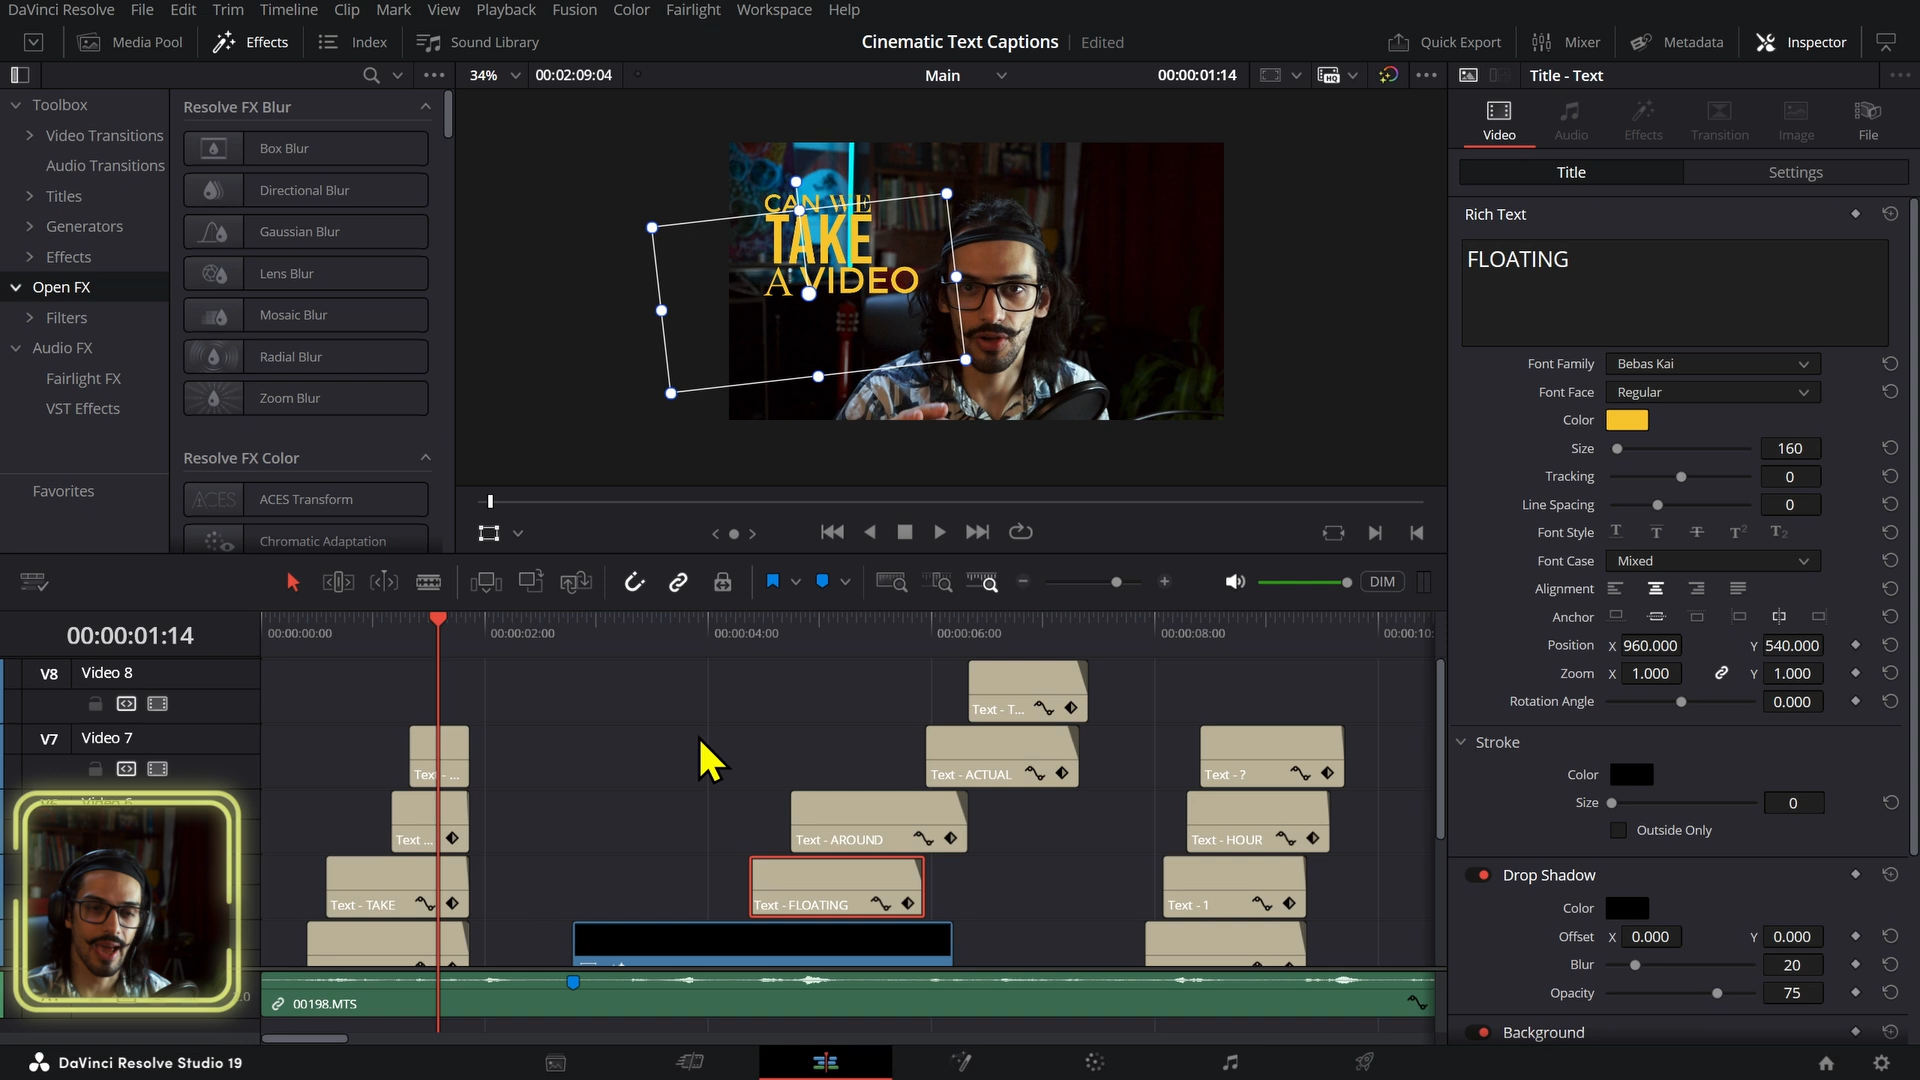 DaVinci Resolve File Edit Trim Timeline Clip Mark View Playback Fusion Color Fairlight Workspace Help
Media Pool Effects Index Sound Library Cinematic Text Captions Edited Quick Export Mixer Metadata Inspector
34% 00:02:09:04 Main 00:00:01:14 HQ Title - Text
Toolbox
Video Transitions
Audio Transitions
Titles
Generators
Effects
Open FX
Filters
Audio FX
Fairlight FX
VST Effects
Favorites
Resolve FX Blur
Box Blur
Directional Blur
Gaussian Blur
Lens Blur
Mosaic Blur
Radial Blur
Zoom Blur
Resolve FX Color
ACES ACES Transform
Chromatic Adaptation
CAN WE
TAKE
A VIDEO
Video Audio Effects Transition Image File
Title Settings
Rich Text
FLOATING
Font Family Bebas Kai
Font Face Regular
Color
Size 160
Tracking 0
Line Spacing 0
Font Style T T T T2 T2
Font Case Mixed
Alignment
Anchor
Position X 960.000 Y 540.000
Zoom X 1.000 Y 1.000
Rotation Angle 0.000
Stroke
Color
Size 0
Outside Only
Drop Shadow
Color
Offset X 0.000 Y 0.000
Blur 20
Opacity 75
Background
DIM
00:00:01:14 00:00:00:00 00:00:02:00 00:00:04:00 00:00:06:00 00:00:08:00 00:00:10:
V8 Video 8
Text - T...
V7 Video 7
Text - ... Text - ACTUAL Text - ?
Text ... Text - AROUND Text - HOUR
Text - TAKE Text - FLOATING Text - 1
00198.MTS
DaVinci Resolve Studio 19